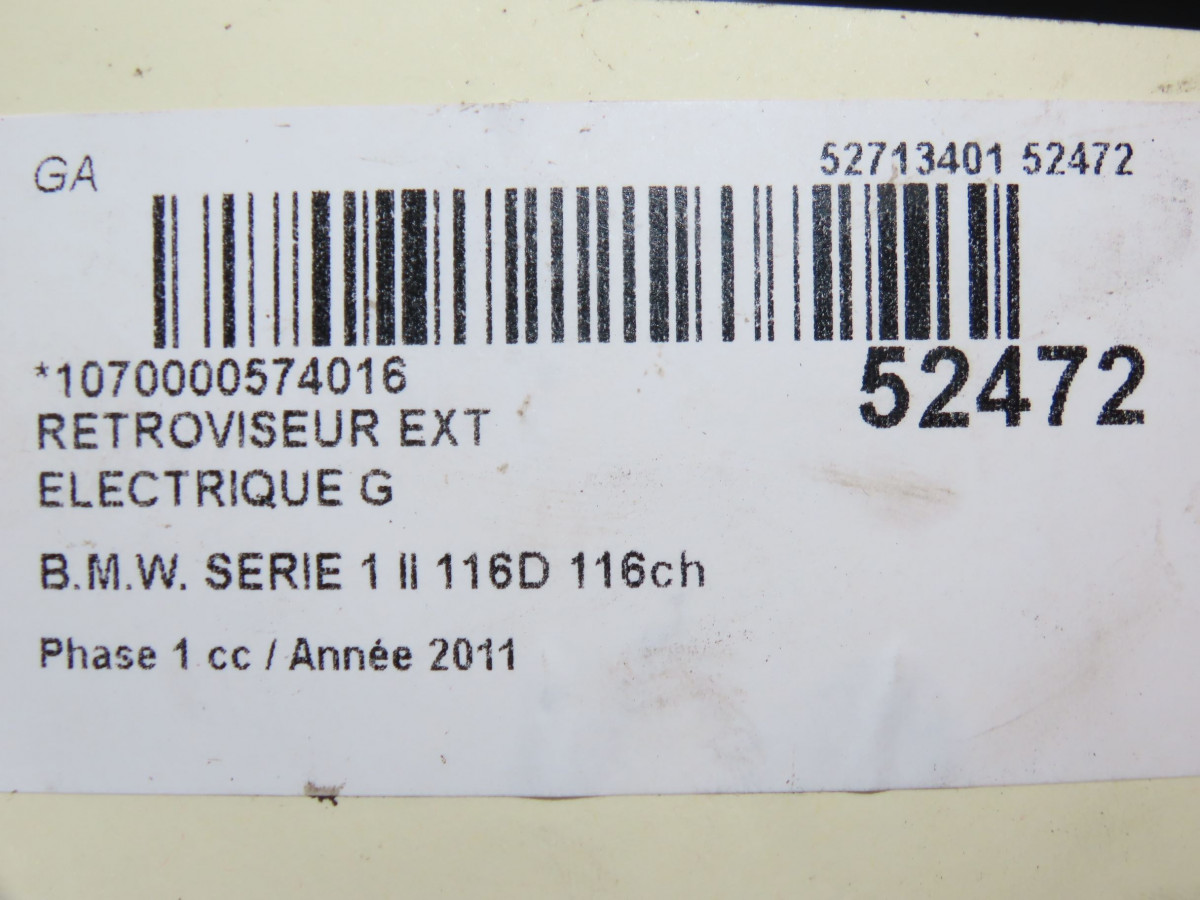 GA
52713401 52472
*1070000574016
52472
RETROVISEUR EXT
ELECTRIQUE G
B.M.W. SERIE 1 II 116D 116ch
Phase 1 cc / Année 2011